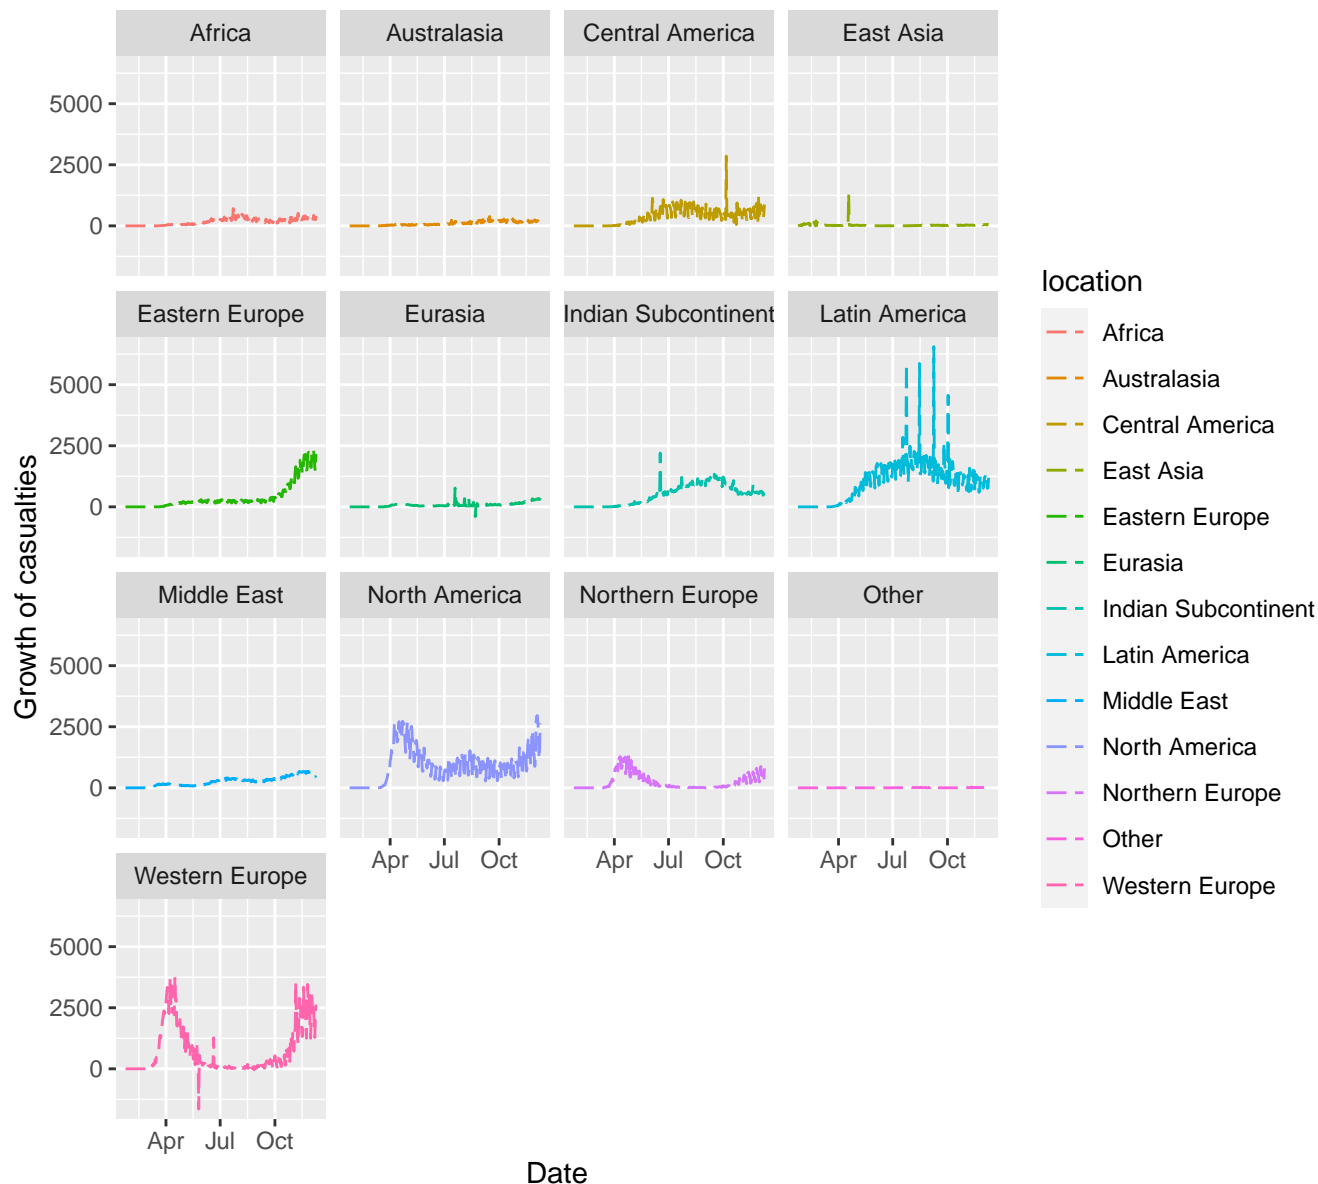 Africa
Australasia
Central America
East Asia
5000
2500
0
Eastern Europe
Eurasia
Indian Subcontinent
Latin America
5000
2500
0
Middle East
North America
Northern Europe
Other
5000
2500
0
Apr Jul Oct
Apr Jul Oct
Apr Jul Oct
Western Europe
5000
2500
0
Apr Jul Oct
Date
Growth of casualties
location
Africa
Australasia
Central America
East Asia
Eastern Europe
Eurasia
Indian Subcontinent
Latin America
Middle East
North America
Northern Europe
Other
Western Europe